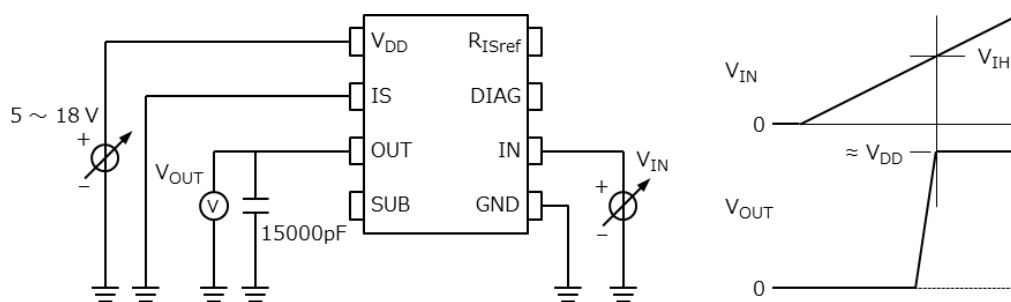 V_DD
R_ISref
IS
DIAG
5 ～ 18 V
+
−
OUT
IN
V_OUT
V
15000pF
SUB
GND
V_IN
+
−
V_IN
V_IH
0
≈ V_DD
V_OUT
0